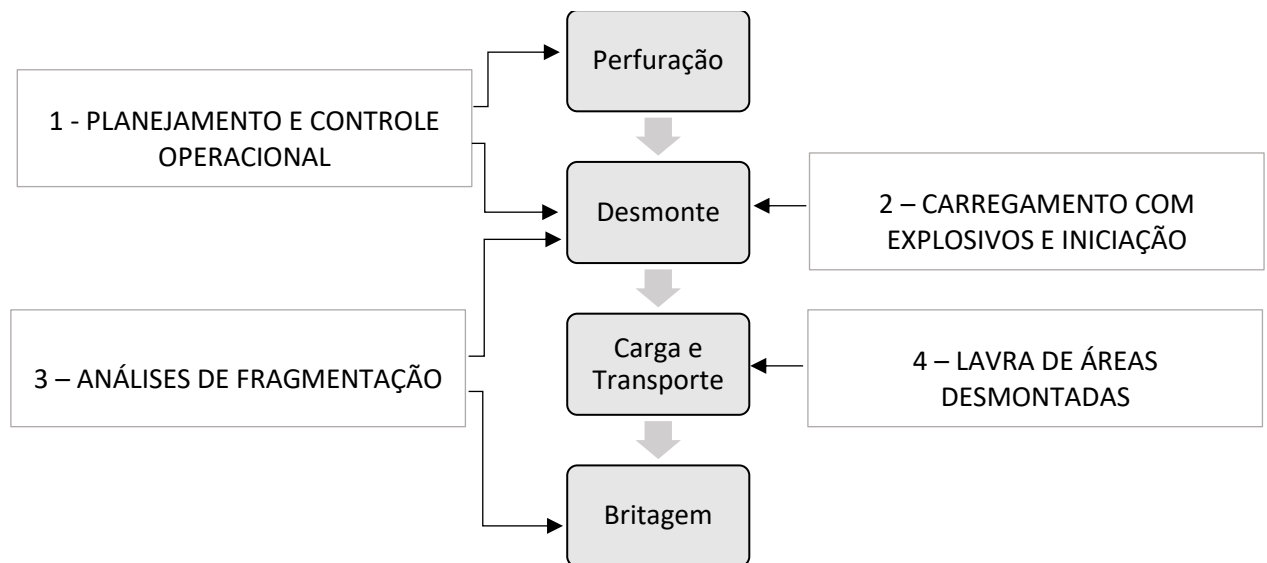 Perfuração
1 - PLANEJAMENTO E CONTROLE
OPERACIONAL
Desmonte
2 – CARREGAMENTO COM
EXPLOSIVOS E INICIAÇÃO
3 – ANÁLISES DE FRAGMENTAÇÃO
Carga e
Transporte
4 – LAVRA DE ÁREAS
DESMONTADAS
Britagem